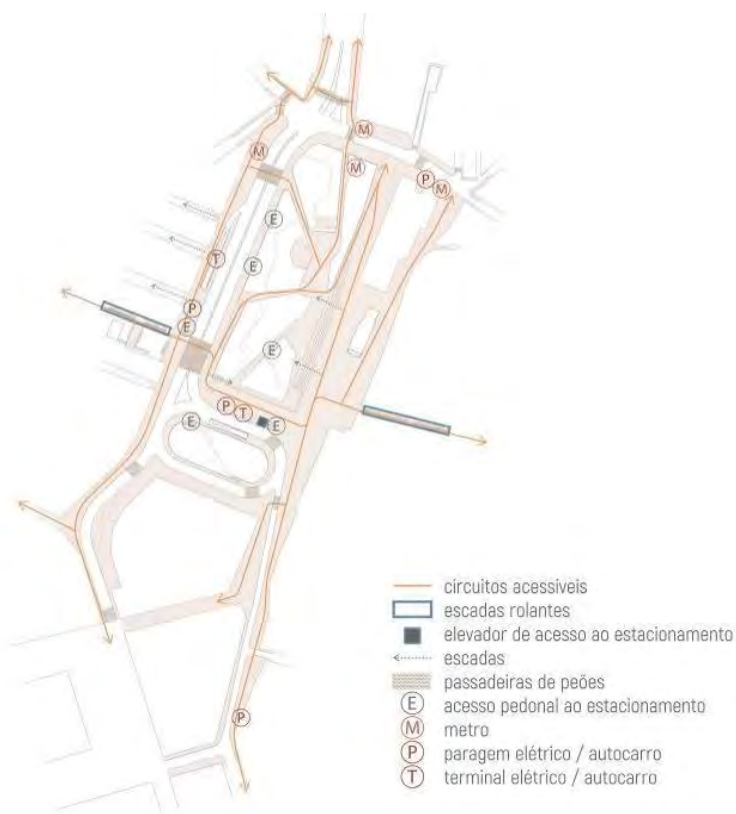 M
M
M
P
M
E
T
E
P
E
E
P
T
E
E
circuitos acessiveis
escadas rolantes
elevador de acesso ao estacionamento
escadas
passadeiras de peões
E acesso pedonal ao estacionamento
M metro
P paragem elétrico / autocarro
T terminal elétrico / autocarro
P